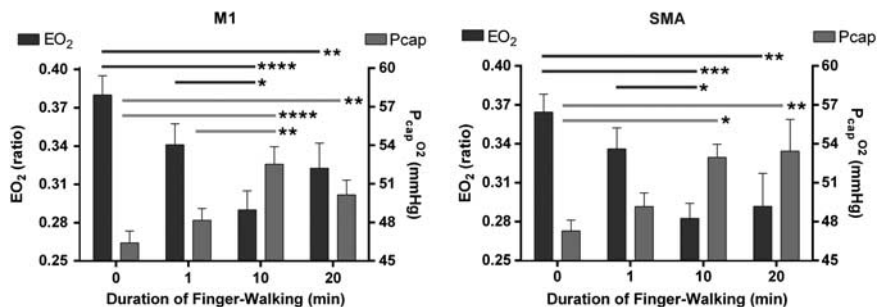 M1
EO2
Pcap
**
****
*
**
****
**
0.40
0.37
0.34
0.31
0.28
0.25
EO2 (ratio)
60
57
54
51
48
45
PcapO2 (mmHg)
0 1 10 20
Duration of Finger-Walking (min)
SMA
EO2
Pcap
**
***
*
**
*
0.40
0.37
0.34
0.31
0.28
0.25
EO2 (ratio)
60
57
54
51
48
45
PcapO2 (mmHg)
0 1 10 20
Duration of Finger-Walking (min)